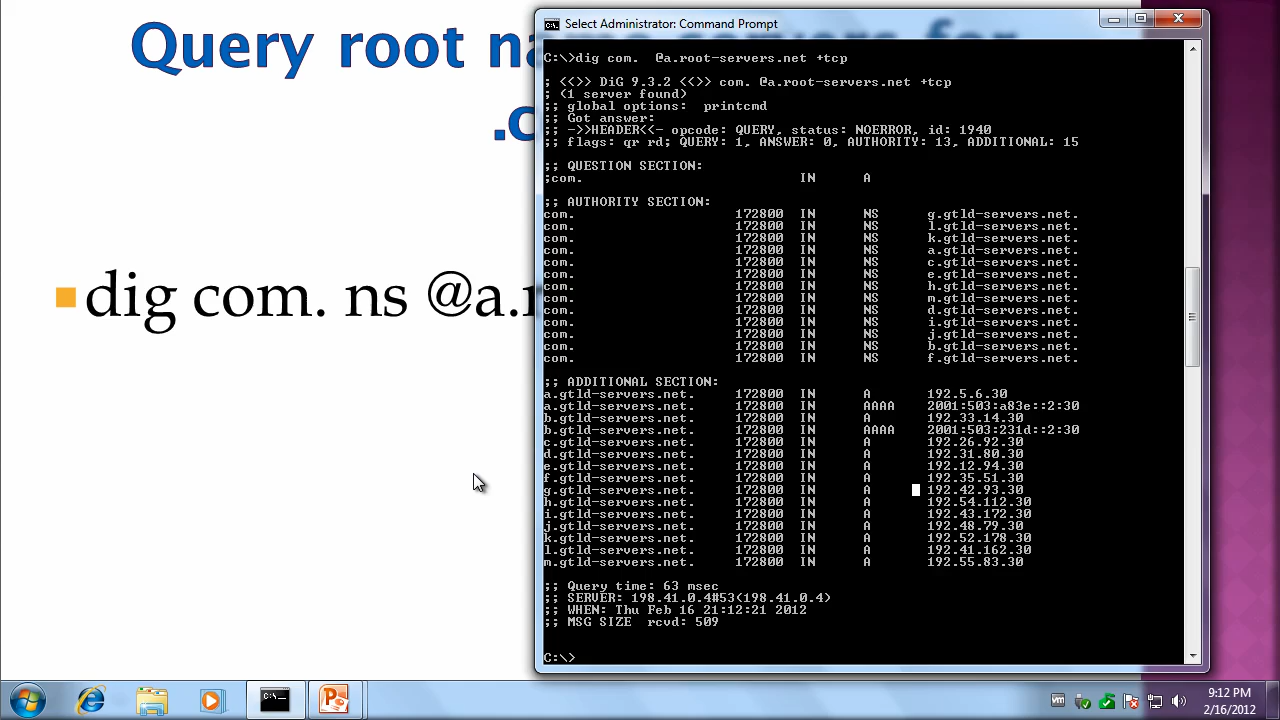 Query root name servers for
.c
dig com. ns @a.r
Select Administrator: Command Prompt
C:\>dig com.  @a.root-servers.net +tcp
; <<>> DiG 9.3.2 <<>> com. @a.root-servers.net +tcp
; (1 server found)
;; global options:  printcmd
;; Got answer:
;; ->>HEADER<<- opcode: QUERY, status: NOERROR, id: 1940
;; flags: qr rd; QUERY: 1, ANSWER: 0, AUTHORITY: 13, ADDITIONAL: 15
;; QUESTION SECTION:
;com. IN A
;; AUTHORITY SECTION:
com. 172800 IN NS g.gtld-servers.net.
com. 172800 IN NS l.gtld-servers.net.
com. 172800 IN NS k.gtld-servers.net.
com. 172800 IN NS a.gtld-servers.net.
com. 172800 IN NS c.gtld-servers.net.
com. 172800 IN NS e.gtld-servers.net.
com. 172800 IN NS h.gtld-servers.net.
com. 172800 IN NS m.gtld-servers.net.
com. 172800 IN NS d.gtld-servers.net.
com. 172800 IN NS i.gtld-servers.net.
com. 172800 IN NS j.gtld-servers.net.
com. 172800 IN NS b.gtld-servers.net.
com. 172800 IN NS f.gtld-servers.net.
;; ADDITIONAL SECTION:
a.gtld-servers.net. 172800 IN A 192.5.6.30
a.gtld-servers.net. 172800 IN AAAA 2001:503:a83e::2:30
b.gtld-servers.net. 172800 IN A 192.33.14.30
b.gtld-servers.net. 172800 IN AAAA 2001:503:231d::2:30
c.gtld-servers.net. 172800 IN A 192.26.92.30
d.gtld-servers.net. 172800 IN A 192.31.80.30
e.gtld-servers.net. 172800 IN A 192.12.94.30
f.gtld-servers.net. 172800 IN A 192.35.51.30
g.gtld-servers.net. 172800 IN A 192.42.93.30
h.gtld-servers.net. 172800 IN A 192.54.112.30
i.gtld-servers.net. 172800 IN A 192.43.172.30
j.gtld-servers.net. 172800 IN A 192.48.79.30
k.gtld-servers.net. 172800 IN A 192.52.178.30
l.gtld-servers.net. 172800 IN A 192.41.162.30
m.gtld-servers.net. 172800 IN A 192.55.83.30
;; Query time: 63 msec
;; SERVER: 198.41.0.4#53(198.41.0.4)
;; WHEN: Thu Feb 16 21:12:21 2012
;; MSG SIZE  rcvd: 509
C:\>
9:12 PM
2/16/2012